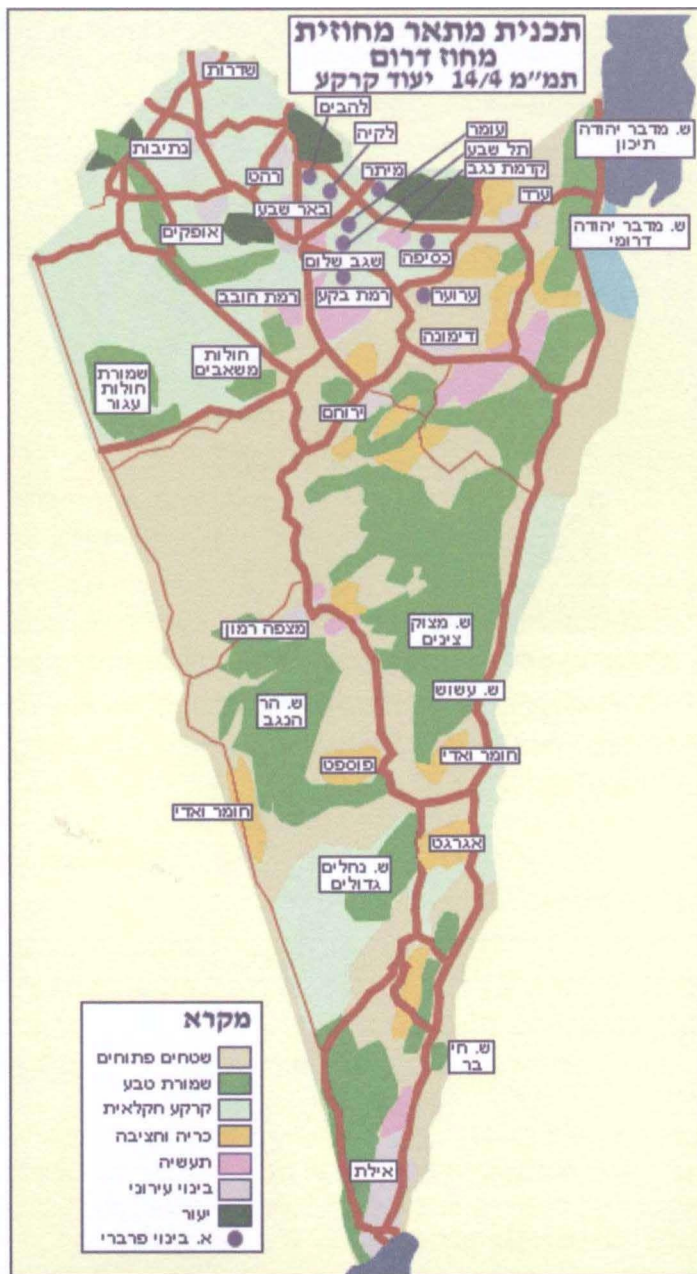 תכנית מתאר מחוזית
מחוז דרום
תמ"מ 14/4 יעוד קרקע
שדרות
להבים
לקיה
עומר
תל שבע
קדמת נגב
ש. מדבר יהודה
תיכון
נתיבות
רהט
מיתר
ערד
באר שבע
אופקים
ש. מדבר יהודה
דרומי
שגב שלום
כסיפה
רמת חובב
רמת בקע
ערוער
דימונה
חולות
משאבים
שמורת
חולות
עגור
ירוחם
מצפה רמון
ש. מצוק
צינים
ש. הר
הנגב
ש. עשוש
פוספט
חומר ואדי
חומר ואדי
אגרגט
ש. נחלים
גדולים
ש. חי
בר
אילת
מקרא
שטחים פתוחים
שמורת טבע
קרקע חקלאית
כריה וחציבה
תעשיה
בינוי עירוני
יעור
א. בינוי פרברי